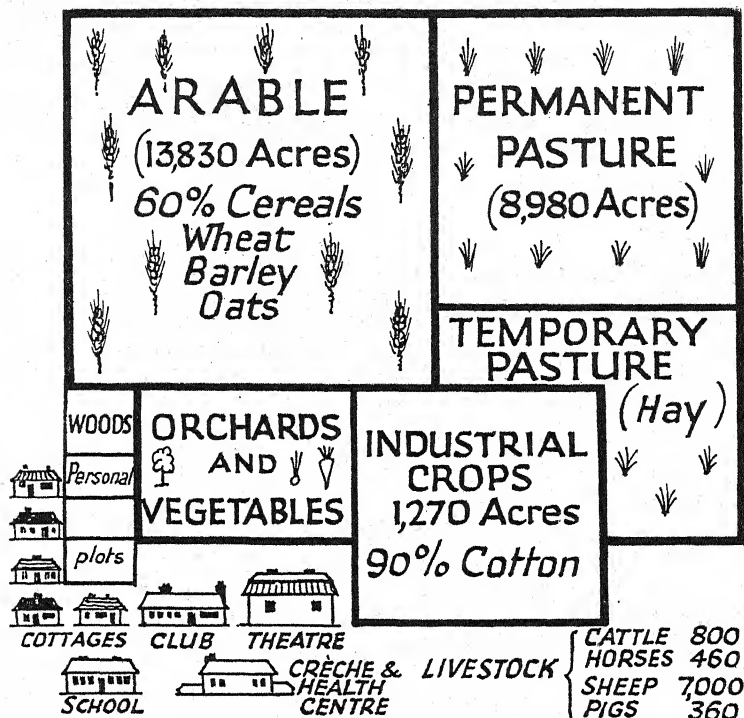 ARABLE
(13,830 Acres)
60% Cereals
Wheat
Barley
Oats
PERMANENT
PASTURE
(8,980 Acres)
TEMPORARY
PASTURE
(Hay)
WOODS
Personal
plots
ORCHARDS
AND
VEGETABLES
INDUSTRIAL
CROPS
1,270 Acres
90% Cotton
COTTAGES
CLUB
THEATRE
SCHOOL
CRÈCHE &
HEALTH
CENTRE
LIVESTOCK
CATTLE 800
HORSES 460
SHEEP 7,000
PIGS 360